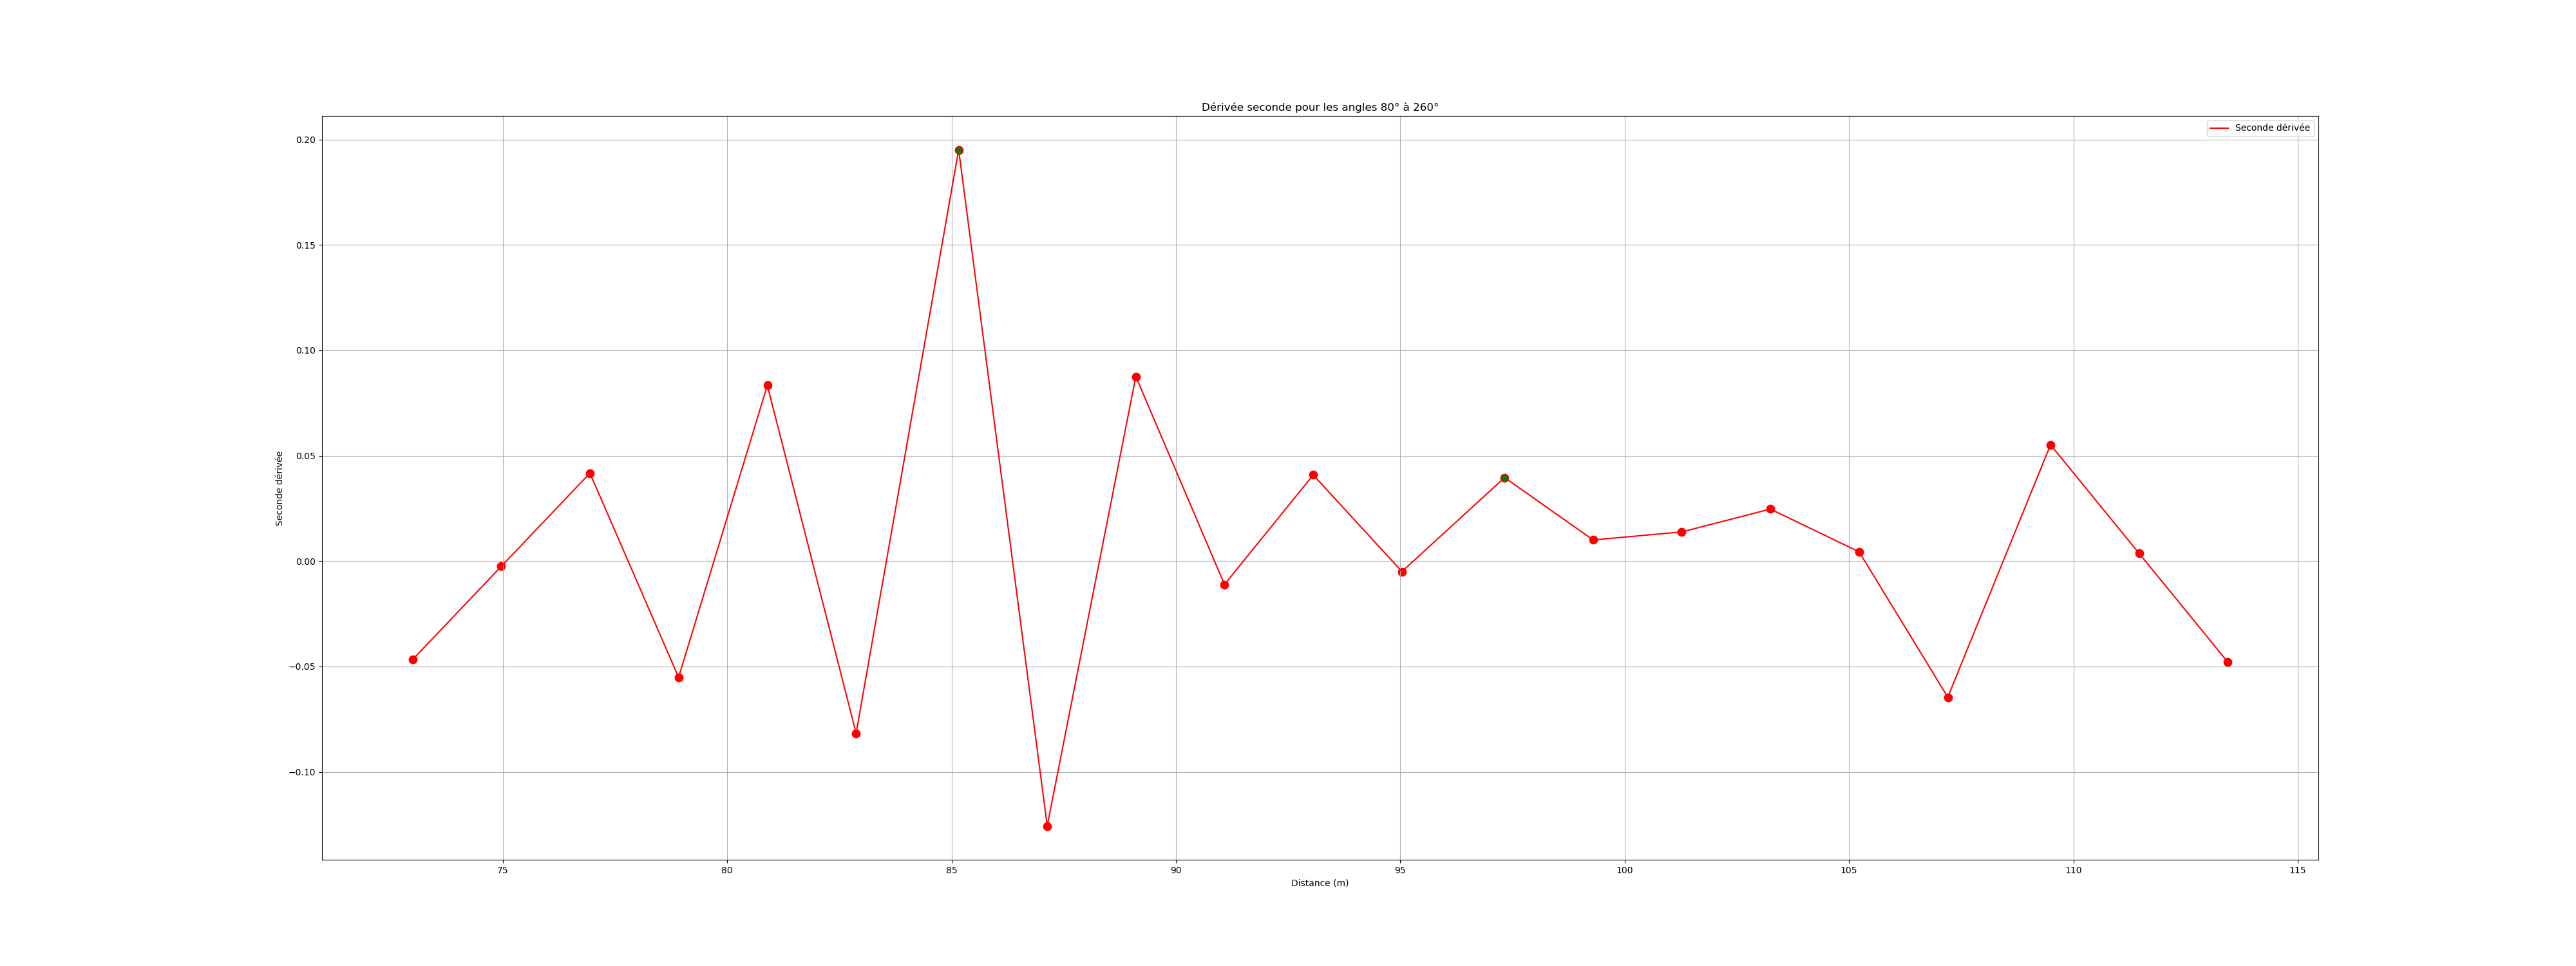 Dérivée seconde pour les angles 80° à 260°
Seconde dérivée
0.20
0.15
0.10
0.05
0.00
−0.05
−0.10
Seconde dérivée
75 80 85 90 95 100 105 110 115
Distance (m)